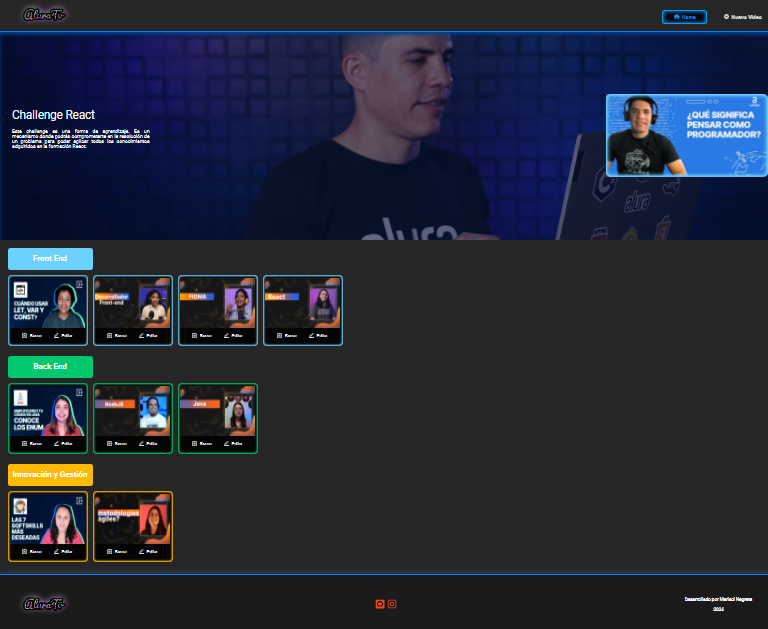 AluraTv
Home
Nuevo Video
Challenge React
Este challenge es una forma de aprendizaje. Es un
mecanismo donde podrás comprometerte en la resolución de
un problema para poder aplicar todos los conocimientos
adquiridos en la formación React.
¿QUÉ SIGNIFICA
PENSAR COMO
PROGRAMADOR?
alura
alura
Front End
CUÁNDO USAR
LET, VAR Y
CONST?
Desarrollador
Front-end
FIGMA
React
Borrar
Editar
Borrar
Editar
Borrar
Editar
Borrar
Editar
Back End
SIMPLIFICANDO TU
CÓDIGO EN JAVA
CONOCE
LOS ENUM
NodeJS
Java
Borrar
Editar
Borrar
Editar
Borrar
Editar
Innovación y Gestión
LAS 7
SOFTSKILLS
MÁS
DESEADAS
metodologías
ágiles?
Borrar
Editar
Borrar
Editar
AluraTv
Desarrollado por Marisol Negrete
2024